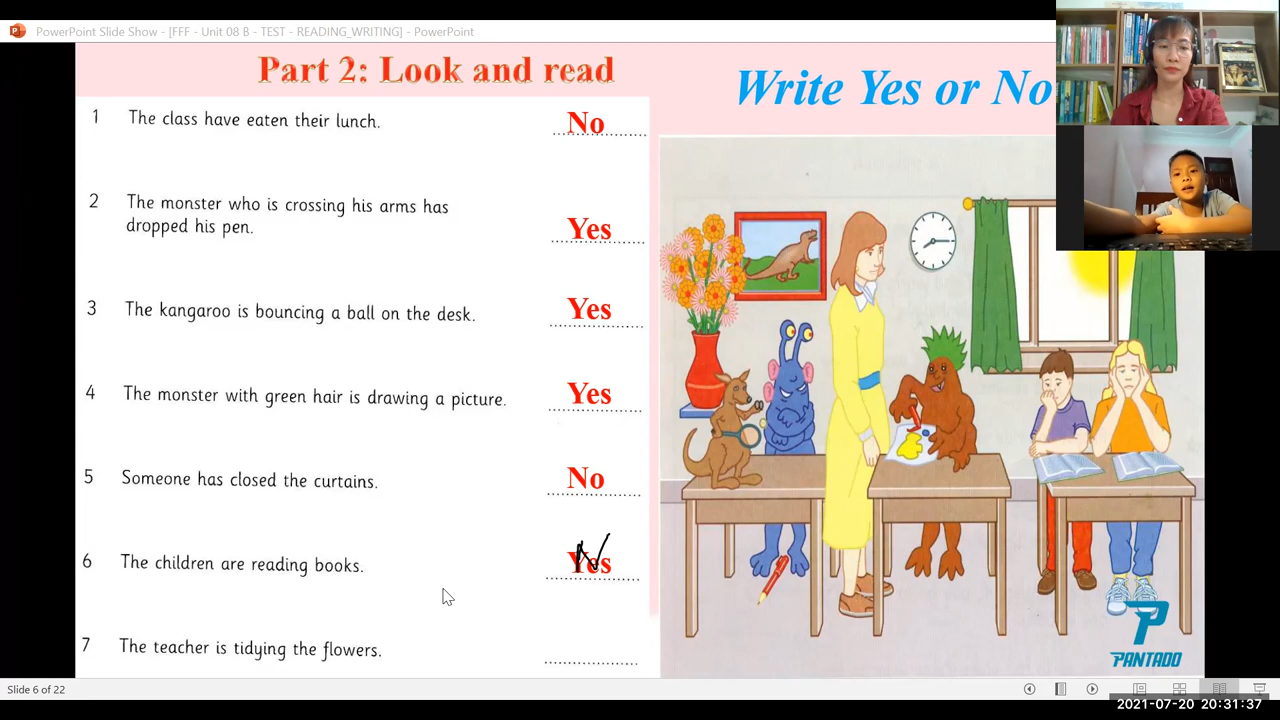 PowerPoint Slide Show - [FFF - Unit 08 B - TEST - READING_WRITING] - PowerPoint
Part 2: Look and read
Write Yes or No
1 The class have eaten their lunch. No
2 The monster who is crossing his arms has
dropped his pen. Yes
3 The kangaroo is bouncing a ball on the desk. Yes
4 The monster with green hair is drawing a picture. Yes
5 Someone has closed the curtains. No
6 The children are reading books. Yes
N
7 The teacher is tidying the flowers.
P
PANTADO
Slide 6 of 22
2021-07-20 20:31:37